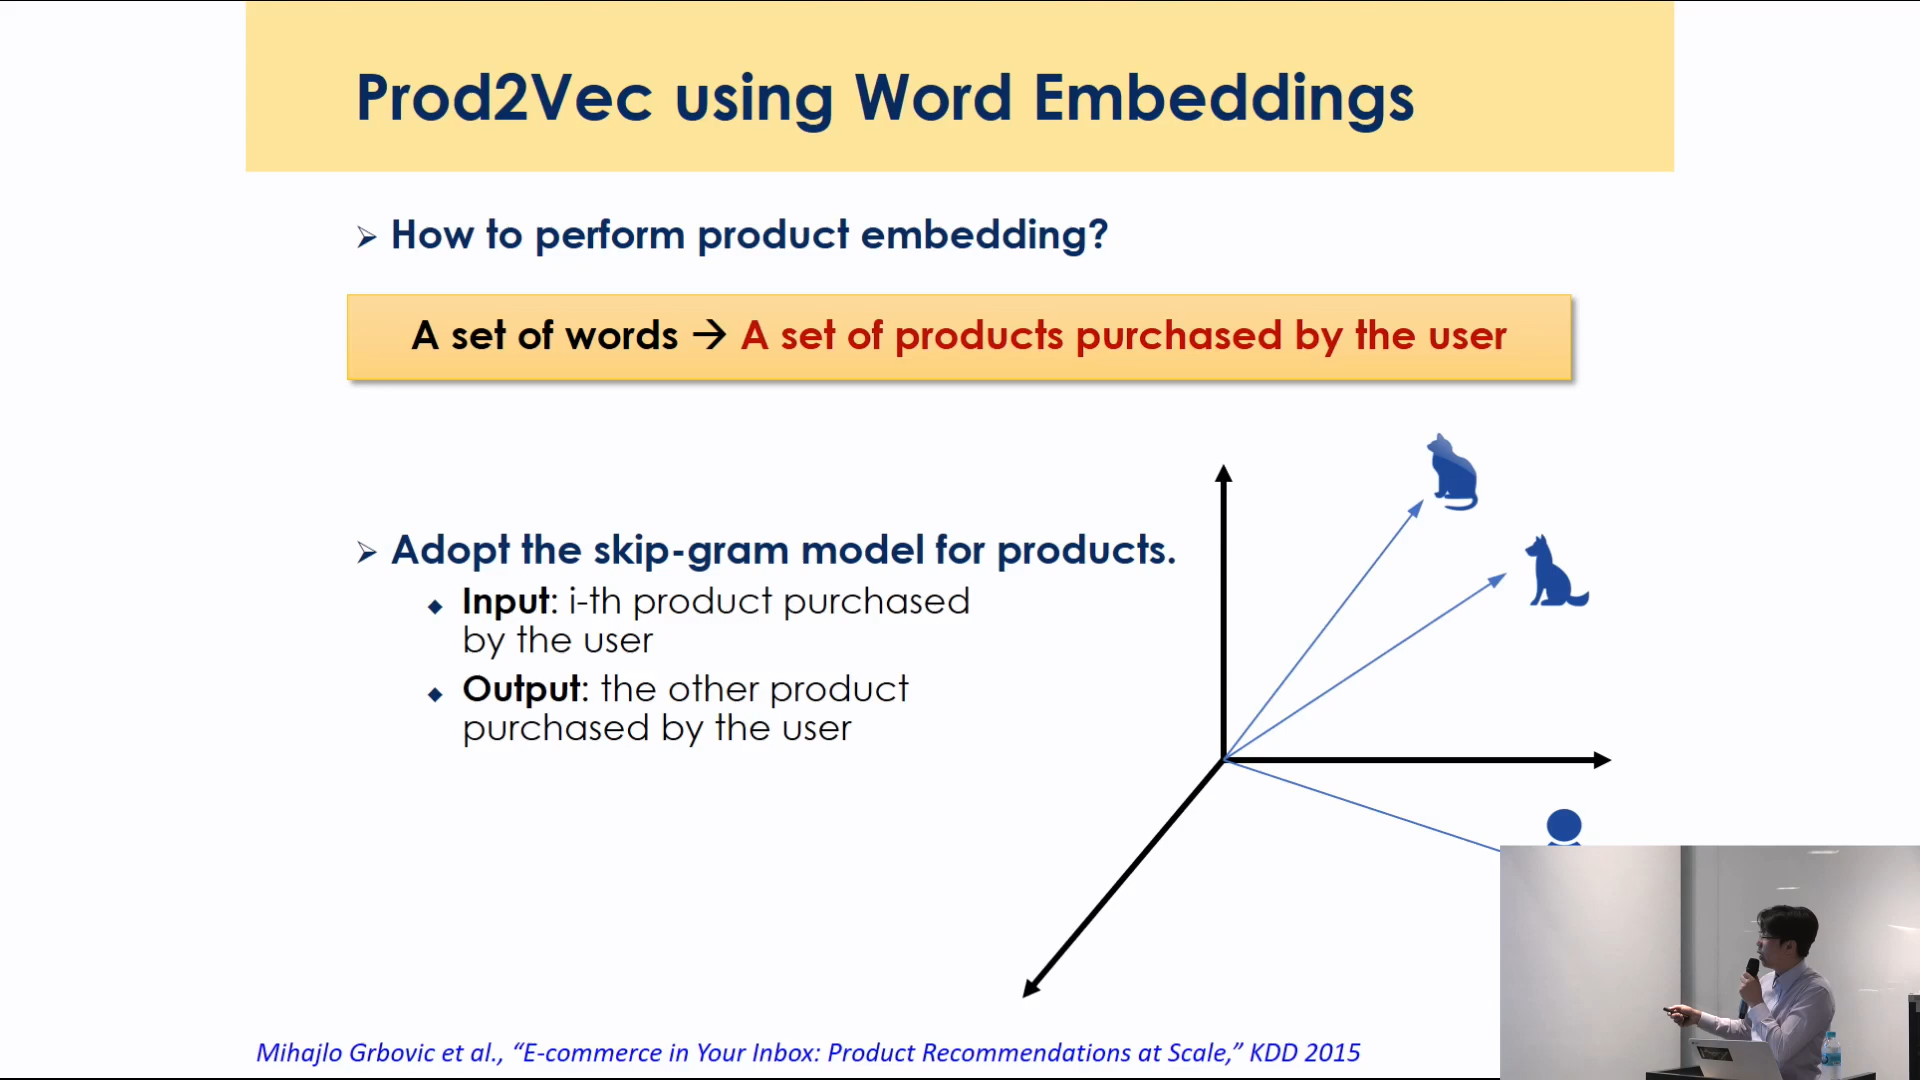 Prod2Vec using Word Embeddings
➢ How to perform product embedding?
A set of words → A set of products purchased by the user
➢ Adopt the skip-gram model for products.
◆ Input: i-th product purchased
by the user
◆ Output: the other product
purchased by the user
Mihajlo Grbovic et al., “E-commerce in Your Inbox: Product Recommendations at Scale,” KDD 2015